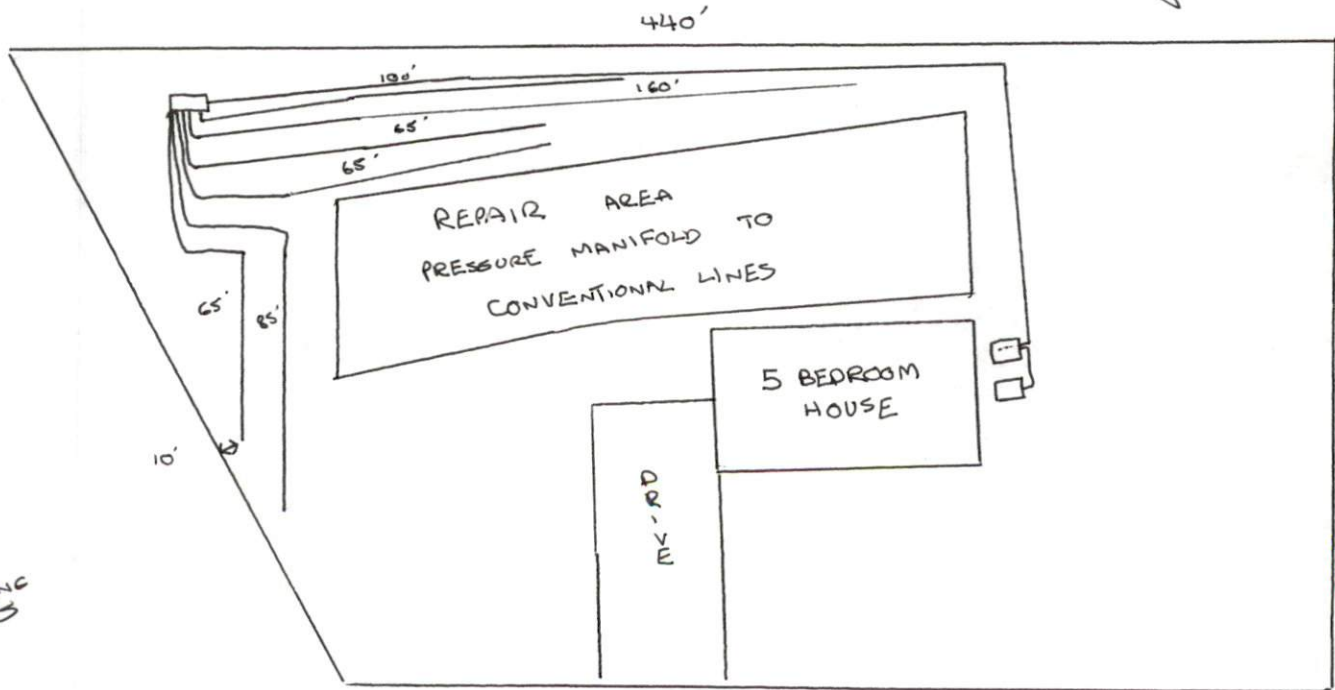 440'
100'
160'
65'
65'
REPAIR AREA
PRESSURE MANIFOLD TO
CONVENTIONAL LINES
65'
85'
10'
5 BEDROOM
HOUSE
DRIVE